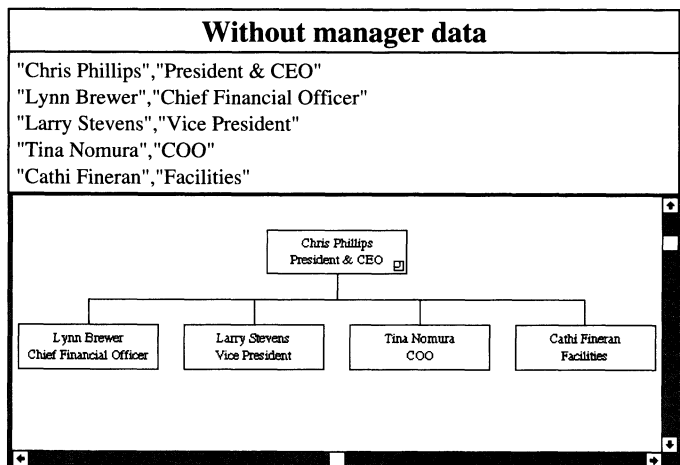 Without manager data
"Chris Phillips","President & CEO"
"Lynn Brewer","Chief Financial Officer"
"Larry Stevens","Vice President"
"Tina Nomura","COO"
"Cathi Fineran","Facilities"
Chris Phillips
President & CEO
Lynn Brewer
Chief Financial Officer
Larry Stevens
Vice President
Tina Nomura
COO
Cathi Fineran
Facilities